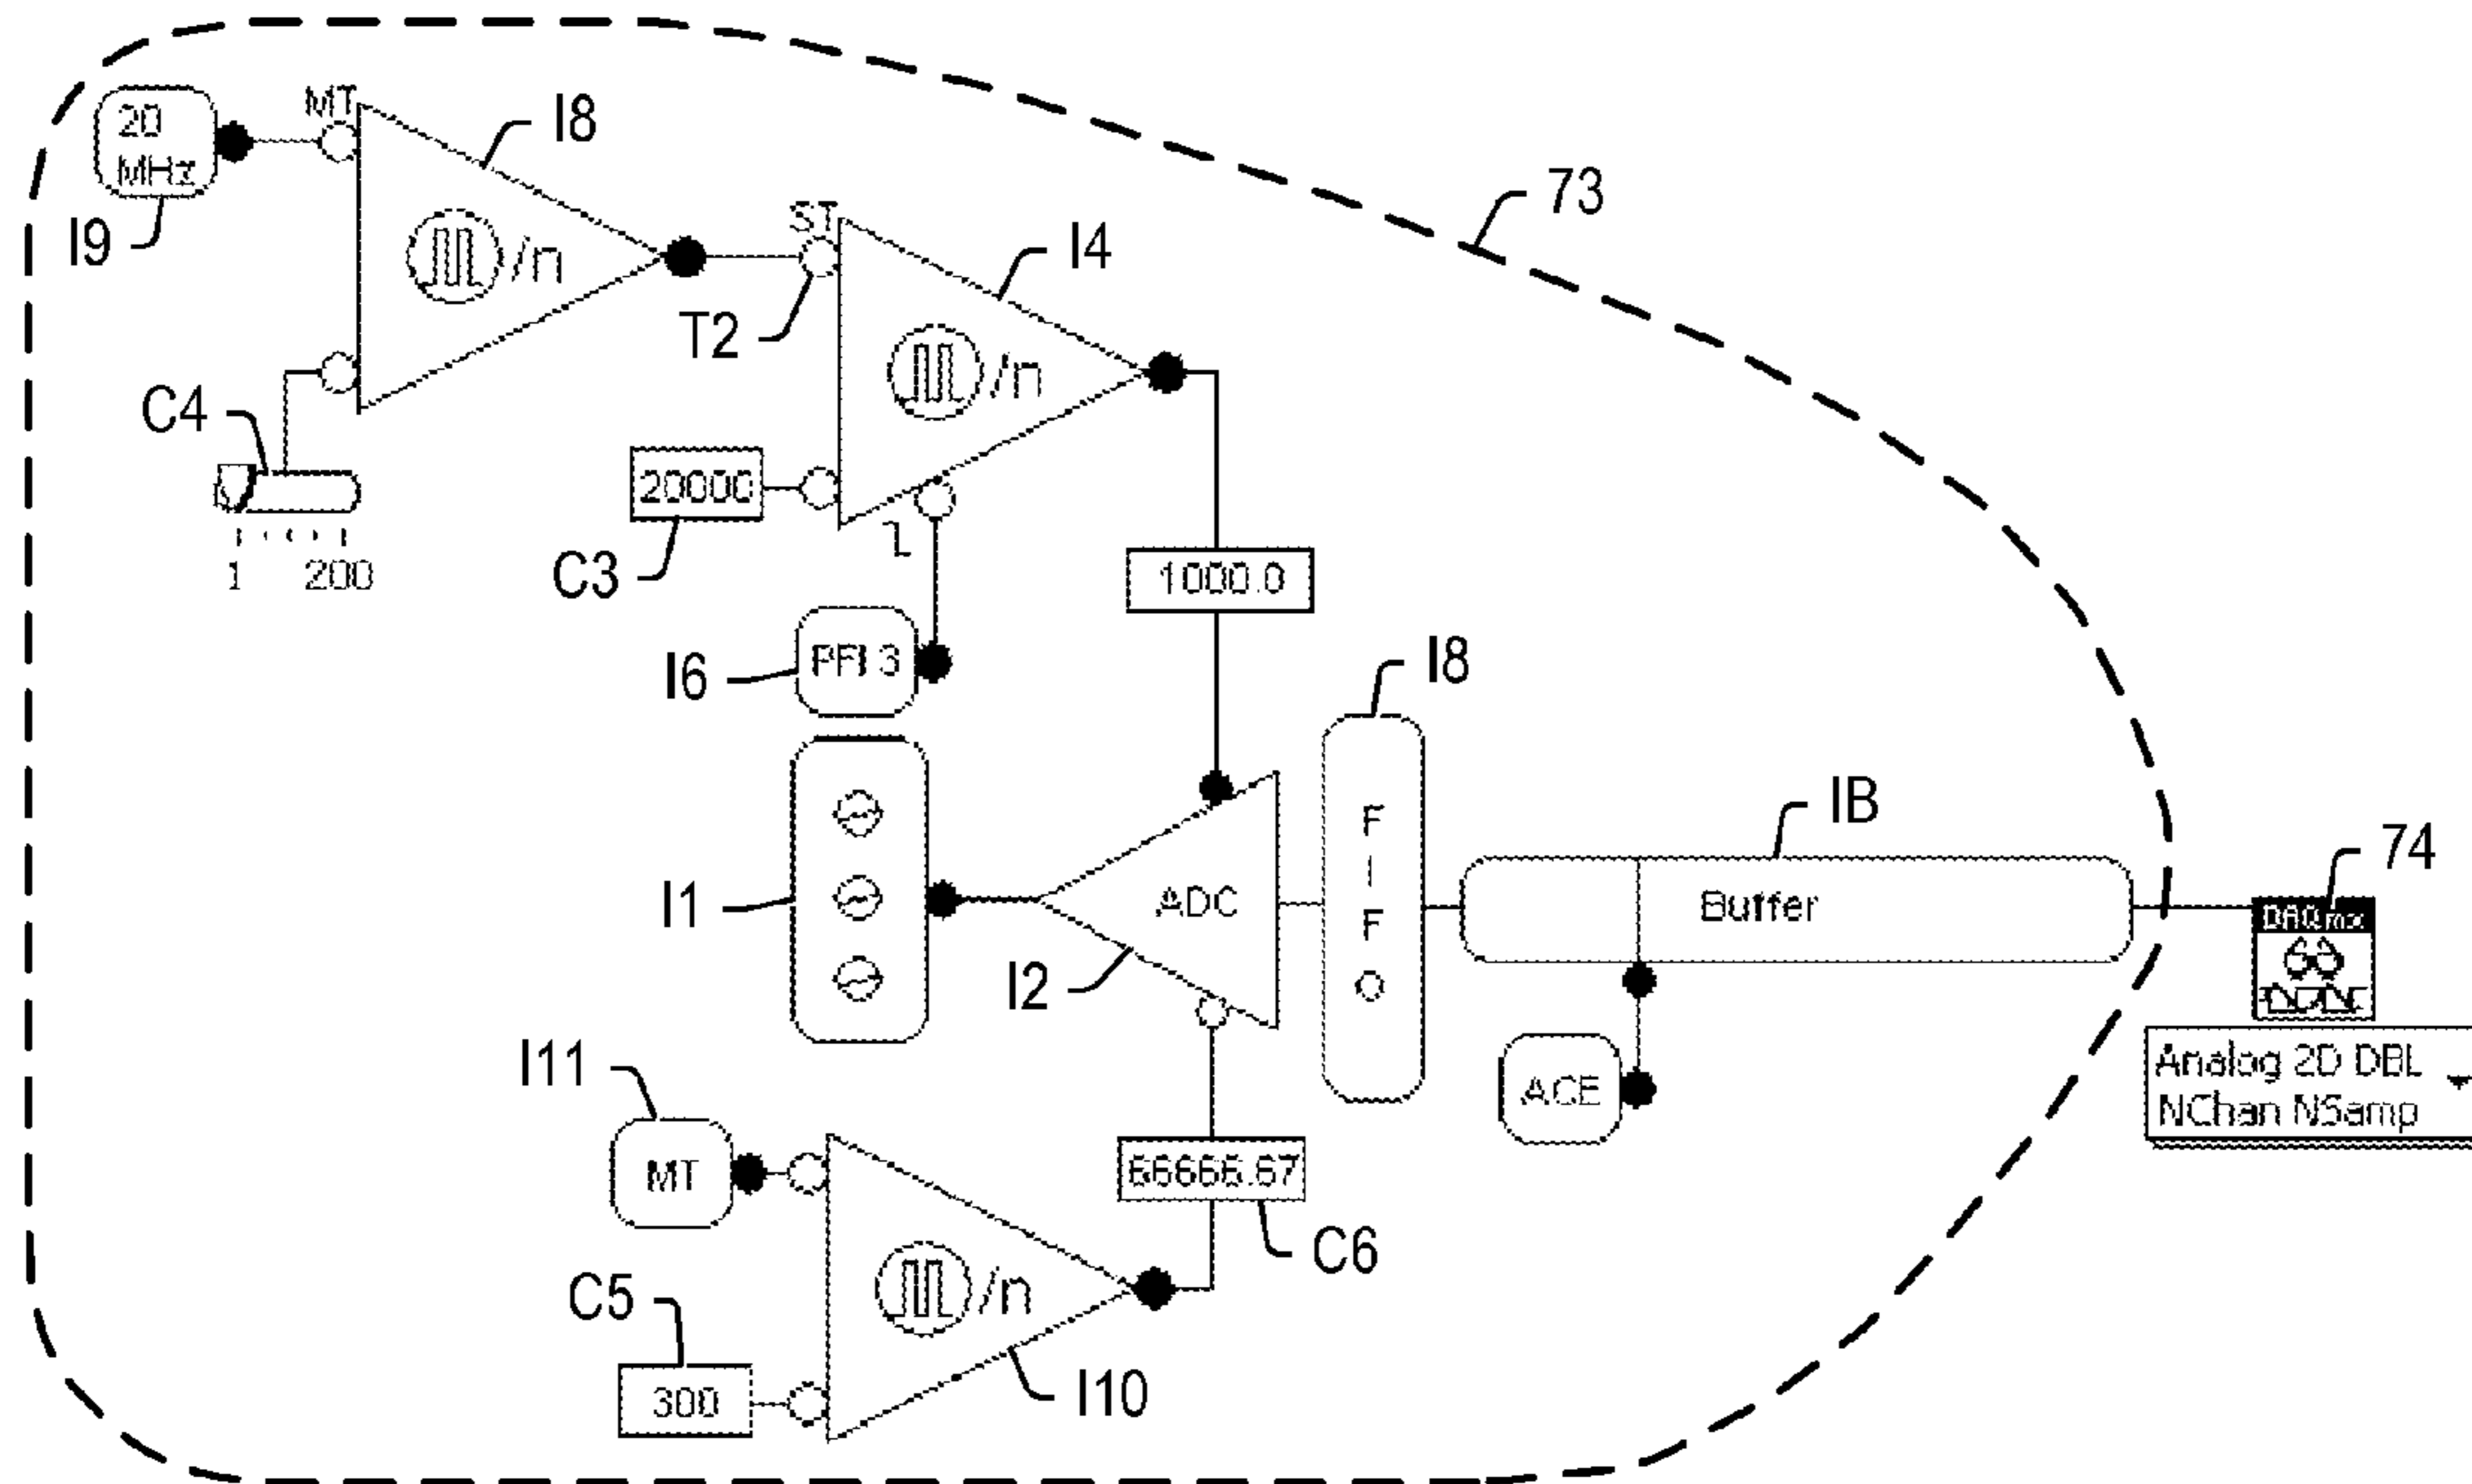 20
MHz
MT
I8
I9
/n
ST
I4
73
T2
/n
C4
20000
1 200
C3
1000.0
PFI 3
I6
I8
I1
ADC
F
I
F
O
IB
Buffer
74
DAQmx
I2
ACE
Analog 2D DBL
NChan NSamp
I11
MT
66666.67
C6
C5
/n
300
I10